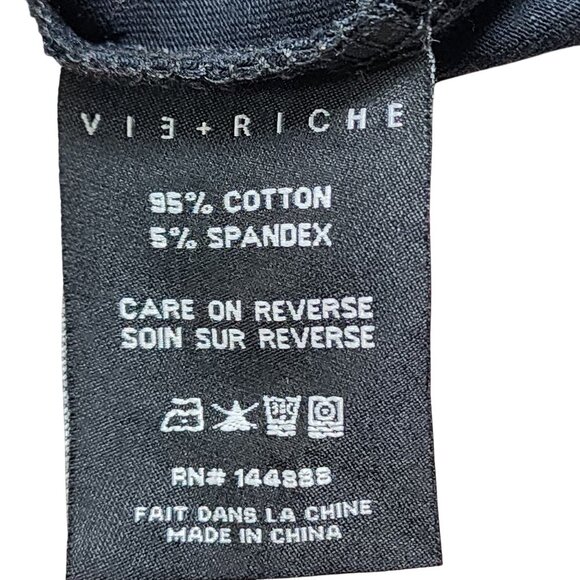 VIƎ+RICHE
95% COTTON
5% SPANDEX
CARE ON REVERSE
SOIN SUR REVERSE
RN# 144888
FAIT DANS LA CHINE
MADE IN CHINA